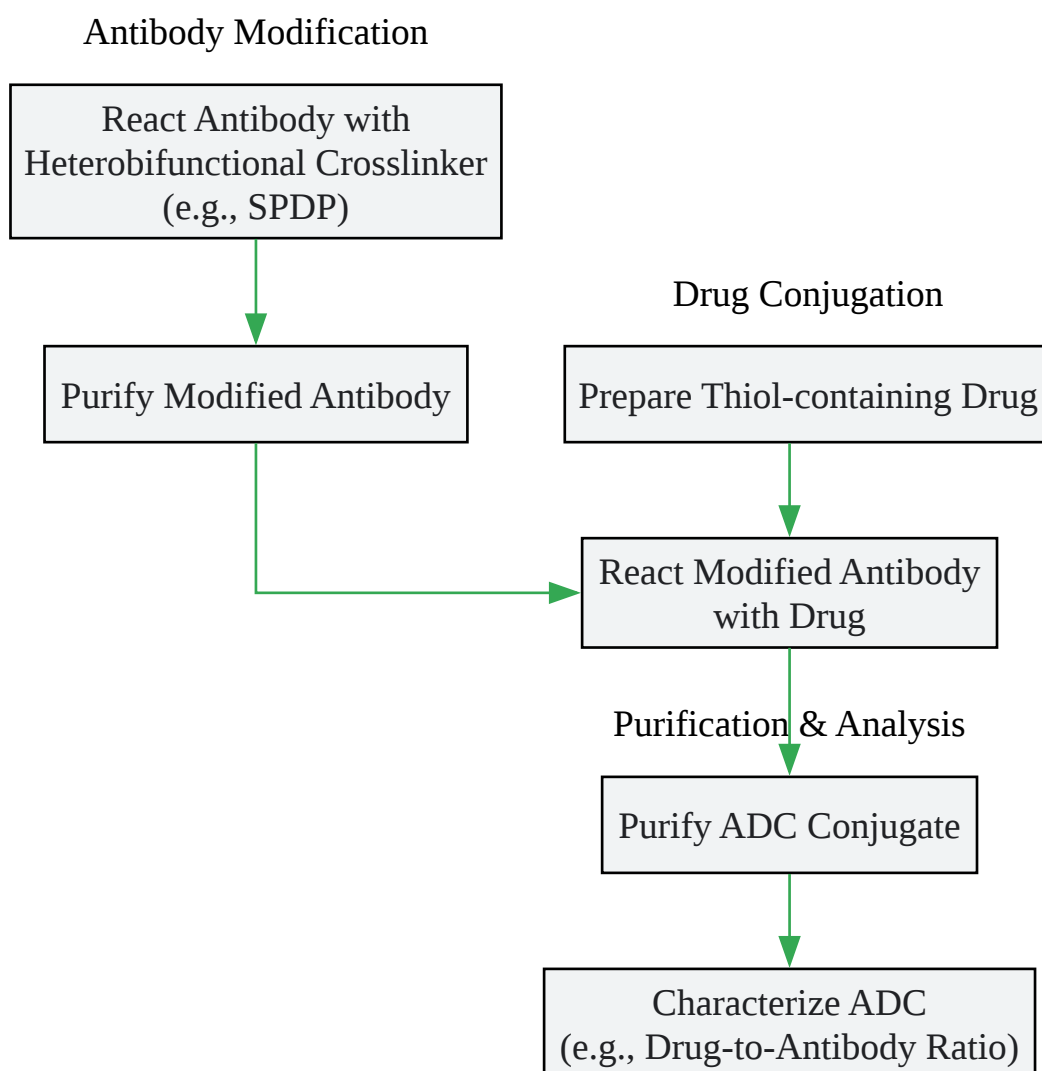 Antibody Modification
React Antibody with
Heterobifunctional Crosslinker
(e.g., SPDP)
Purify Modified Antibody
Drug Conjugation
Prepare Thiol-containing Drug
React Modified Antibody
with Drug
Purification & Analysis
Purify ADC Conjugate
Characterize ADC
(e.g., Drug-to-Antibody Ratio)